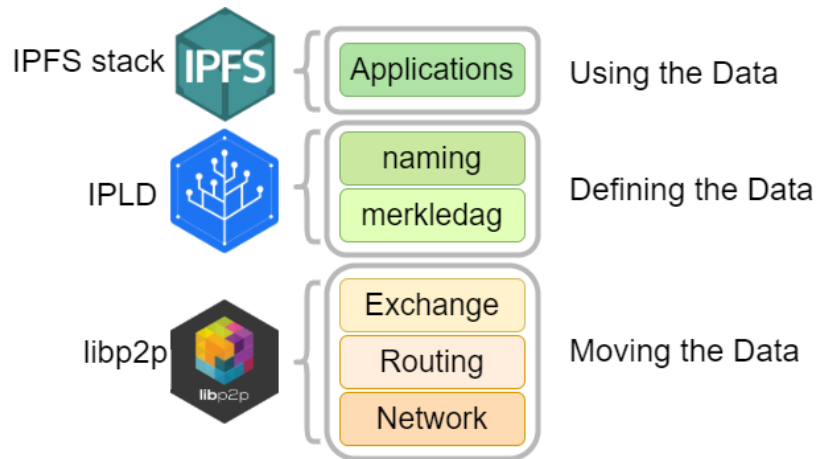 IPFS stack
IPFS
Applications
Using the Data
IPLD
naming
merkledag
Defining the Data
libp2p
libp2p
Exchange
Routing
Network
Moving the Data